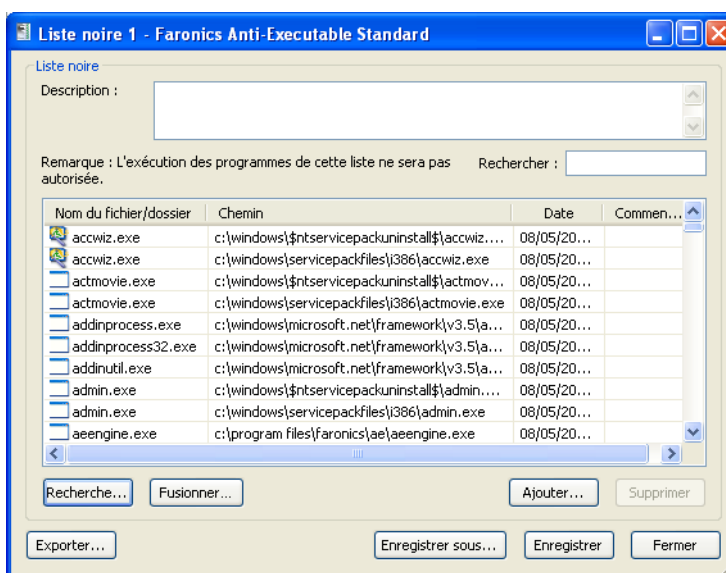 Liste noire 1 - Faronics Anti-Executable Standard
Liste noire
Description :
Remarque : L'exécution des programmes de cette liste ne sera pas autorisée.
Rechercher :
Nom du fichier/dossier Chemin Date Commen...
accwiz.exe c:\windows\$ntservicepackuninstall$\accwiz.... 08/05/20...
accwiz.exe c:\windows\servicepackfiles\i386\accwiz.exe 08/05/20...
actmovie.exe c:\windows\$ntservicepackuninstall$\actmov... 08/05/20...
actmovie.exe c:\windows\servicepackfiles\i386\actmovie.exe 08/05/20...
addinprocess.exe c:\windows\microsoft.net\framework\v3.5\a... 08/05/20...
addinprocess32.exe c:\windows\microsoft.net\framework\v3.5\a... 08/05/20...
addinutil.exe c:\windows\microsoft.net\framework\v3.5\a... 08/05/20...
admin.exe c:\windows\$ntservicepackuninstall$\admin.... 08/05/20...
admin.exe c:\windows\servicepackfiles\i386\admin.exe 08/05/20...
aeengine.exe c:\program files\faronics\ae\aeengine.exe 08/05/20...
Recherche... Fusionner... Ajouter... Supprimer
Exporter... Enregistrer sous... Enregistrer Fermer